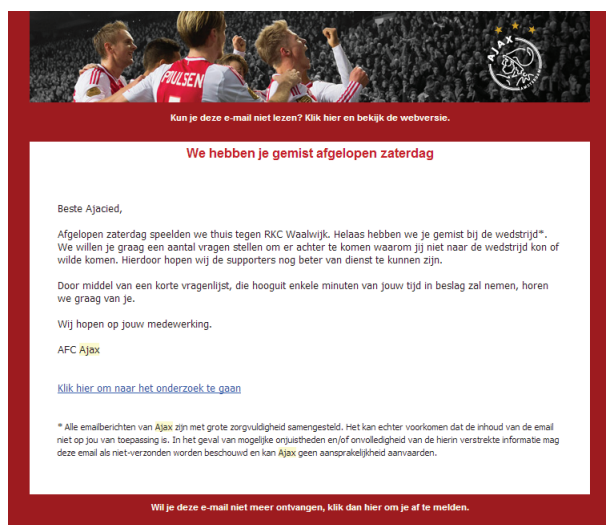 POULSEN
AJAX
AMSTERDAM
Kun je deze e-mail niet lezen? Klik hier en bekijk de webversie.
We hebben je gemist afgelopen zaterdag
Beste Ajacied,
Afgelopen zaterdag speelden we thuis tegen RKC Waalwijk. Helaas hebben we je gemist bij de wedstrijd*.
We willen je graag een aantal vragen stellen om er achter te komen waarom jij niet naar de wedstrijd kon of
wilde komen. Hierdoor hopen wij de supporters nog beter van dienst te kunnen zijn.
Door middel van een korte vragenlijst, die hooguit enkele minuten van jouw tijd in beslag zal nemen, horen
we graag van je.
Wij hopen op jouw medewerking.
AFC Ajax
Klik hier om naar het onderzoek te gaan
* Alle emailberichten van Ajax zijn met grote zorgvuldigheid samengesteld. Het kan echter voorkomen dat de inhoud van de email
niet op jou van toepassing is. In het geval van mogelijke onjuistheden en/of onvolledigheid van de hierin verstrekte informatie mag
deze email als niet-verzonden worden beschouwd en kan Ajax geen aansprakelijkheid aanvaarden.
Wil je deze e-mail niet meer ontvangen, klik dan hier om je af te melden.